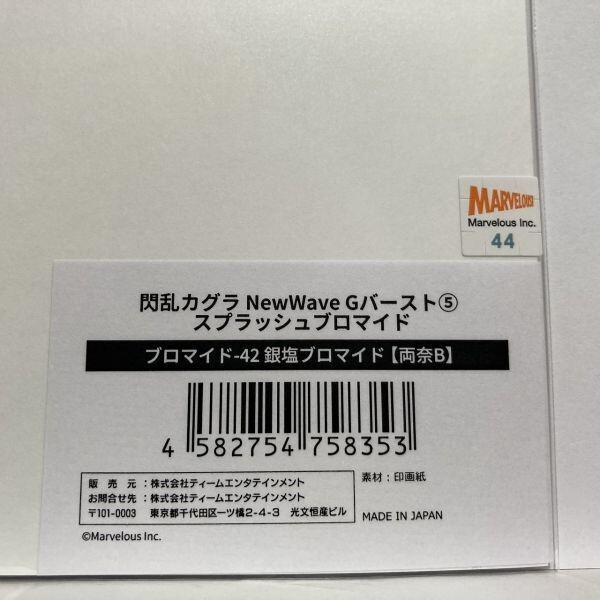 MARVELOUS!
Marvelous Inc.
44
閃乱カグラ NewWave Gバースト⑤
スプラッシュブロマイド
ブロマイド-42 銀塩ブロマイド【両奈B】
4 582754 758353
販 売 元 : 株式会社ティームエンタテインメント
お問合せ先 : 株式会社ティームエンタテインメント
〒101-0003 東京都千代田区一ツ橋2-4-3 光文恒産ビル
素材 : 印画紙
MADE IN JAPAN
©Marvelous Inc.